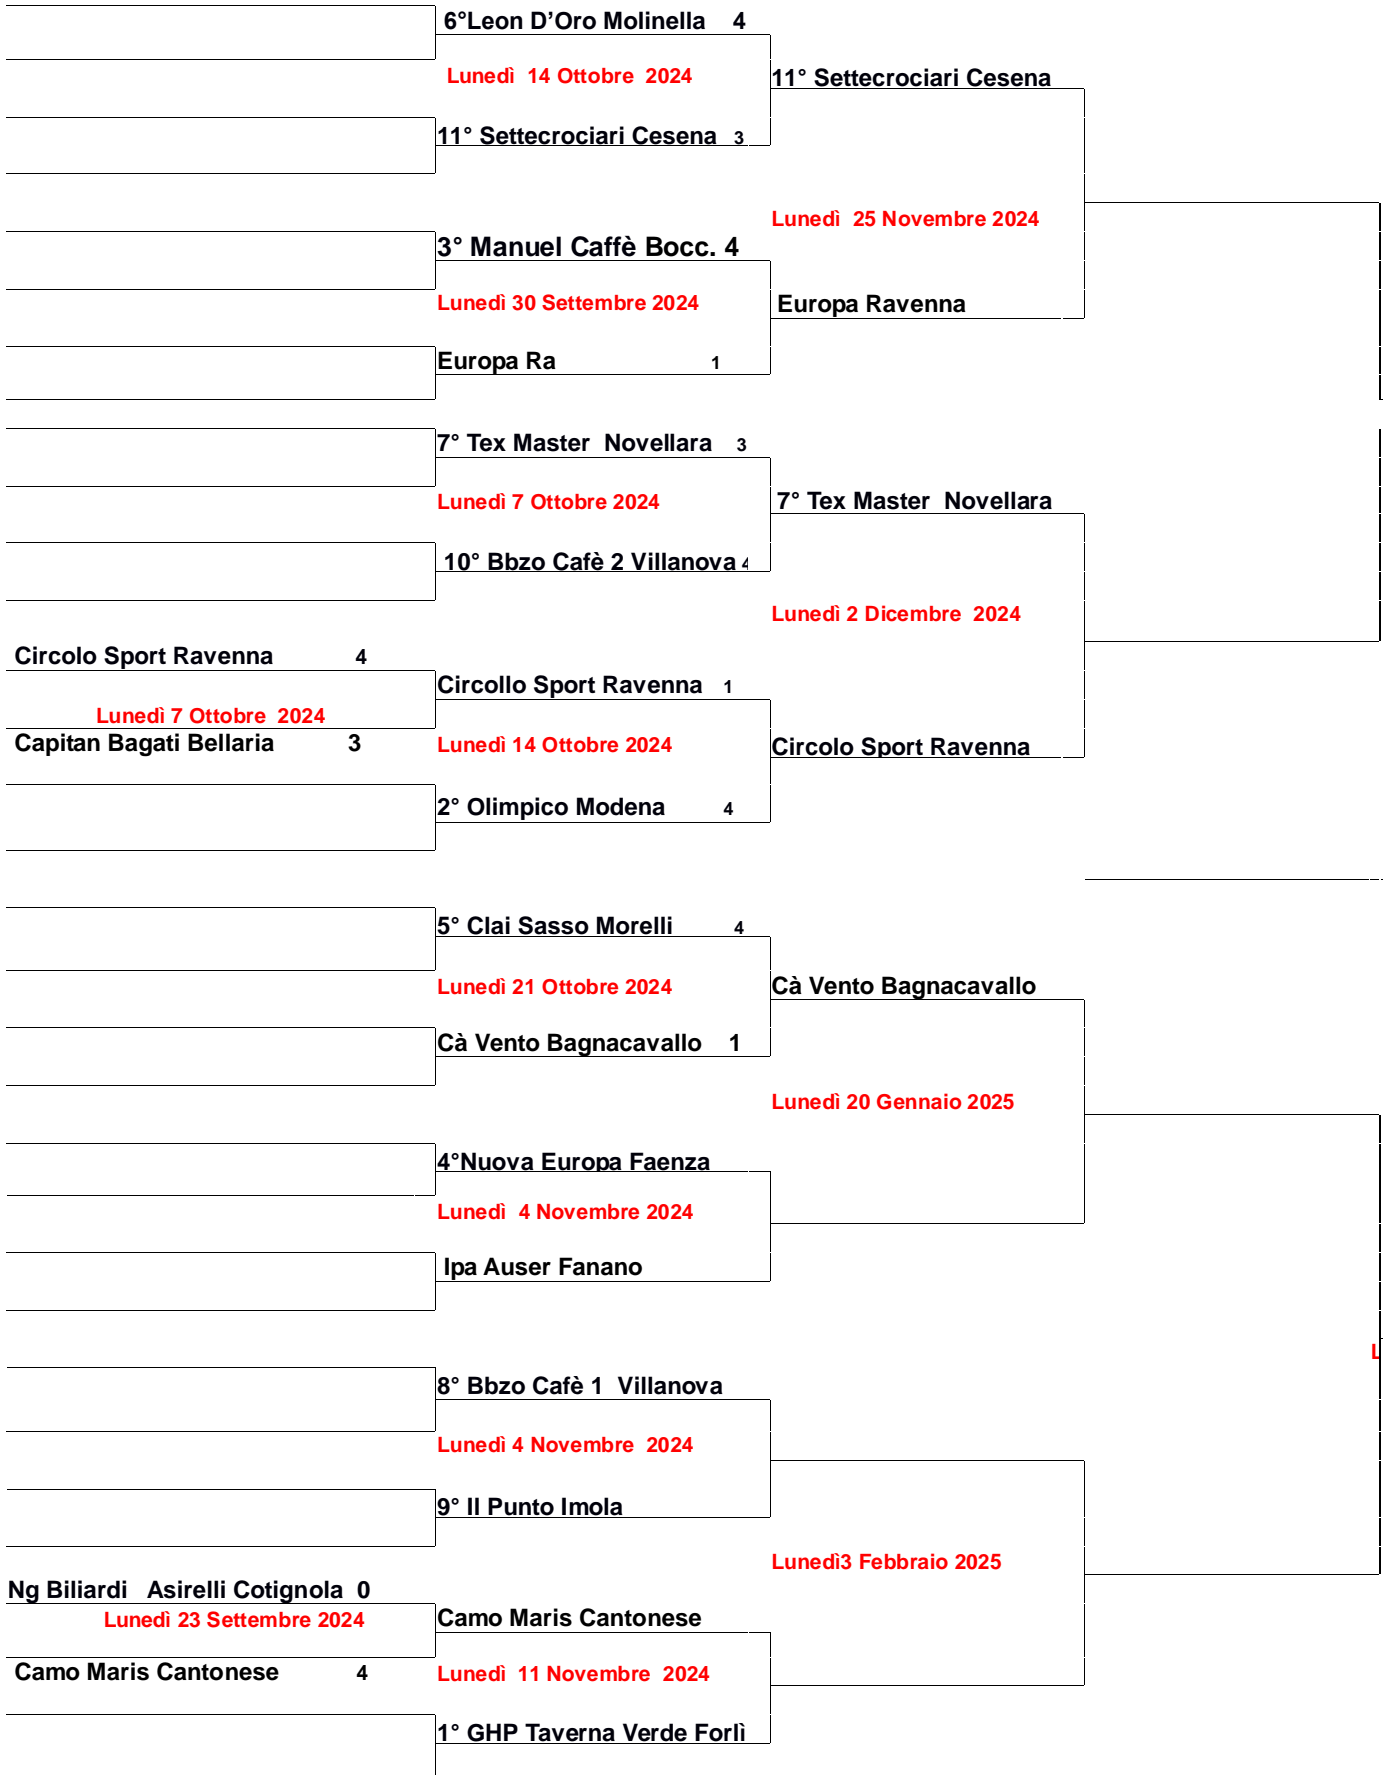 6°Leon D’Oro Molinella 4
Lunedì 14 Ottobre 2024
11° Settecrociari Cesena
11° Settecrociari Cesena 3
Lunedì 25 Novembre 2024
3° Manuel Caffè Bocc. 4
Lunedì 30 Settembre 2024
Europa Ravenna
Europa Ra 1
7° Tex Master Novellara 3
Lunedì 7 Ottobre 2024
7° Tex Master Novellara
10° Bbzo Cafè 2 Villanova 4
Lunedì 2 Dicembre 2024
Circolo Sport Ravenna 4
Circollo Sport Ravenna 1
Lunedì 7 Ottobre 2024
Capitan Bagati Bellaria 3
Lunedì 14 Ottobre 2024
Circolo Sport Ravenna
2° Olimpico Modena 4
5° Clai Sasso Morelli 4
Lunedì 21 Ottobre 2024
Cà Vento Bagnacavallo
Cà Vento Bagnacavallo 1
Lunedì 20 Gennaio 2025
4°Nuova Europa Faenza
Lunedì 4 Novembre 2024
Ipa Auser Fanano
8° Bbzo Cafè 1 Villanova
Lunedì 4 Novembre 2024
9° Il Punto Imola
Lunedì3 Febbraio 2025
Ng Biliardi Asirelli Cotignola 0
Lunedì 23 Settembre 2024
Camo Maris Cantonese
Camo Maris Cantonese 4
Lunedì 11 Novembre 2024
1° GHP Taverna Verde Forlì